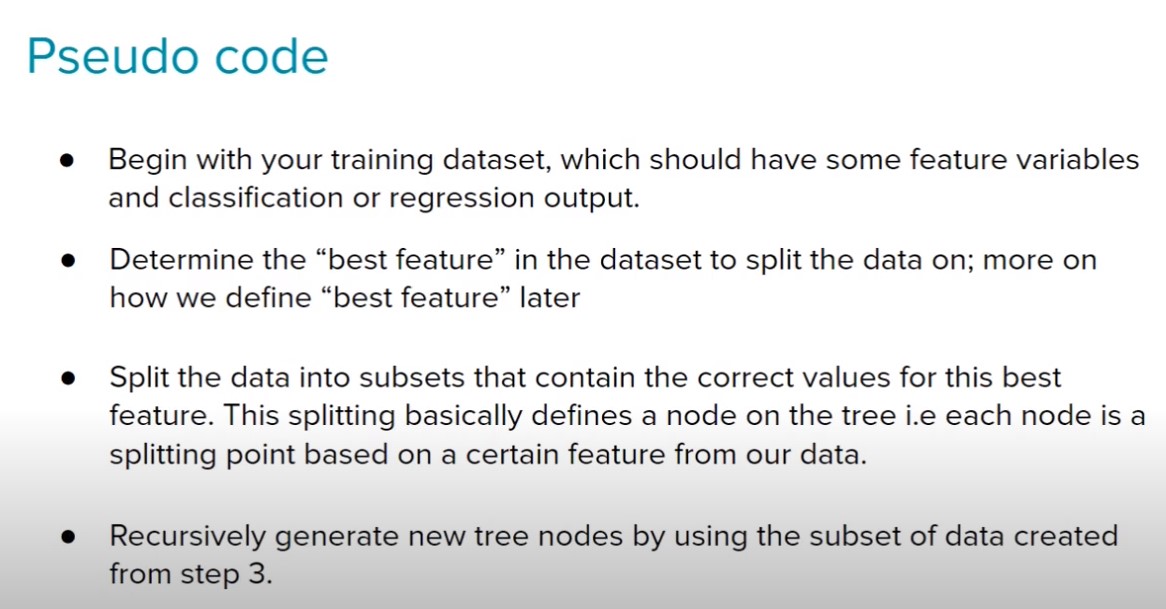 Pseudo code
● Begin with your training dataset, which should have some feature variables
and classification or regression output.
● Determine the “best feature” in the dataset to split the data on; more on
how we define “best feature” later
● Split the data into subsets that contain the correct values for this best
feature. This splitting basically defines a node on the tree i.e each node is a
splitting point based on a certain feature from our data.
● Recursively generate new tree nodes by using the subset of data created
from step 3.